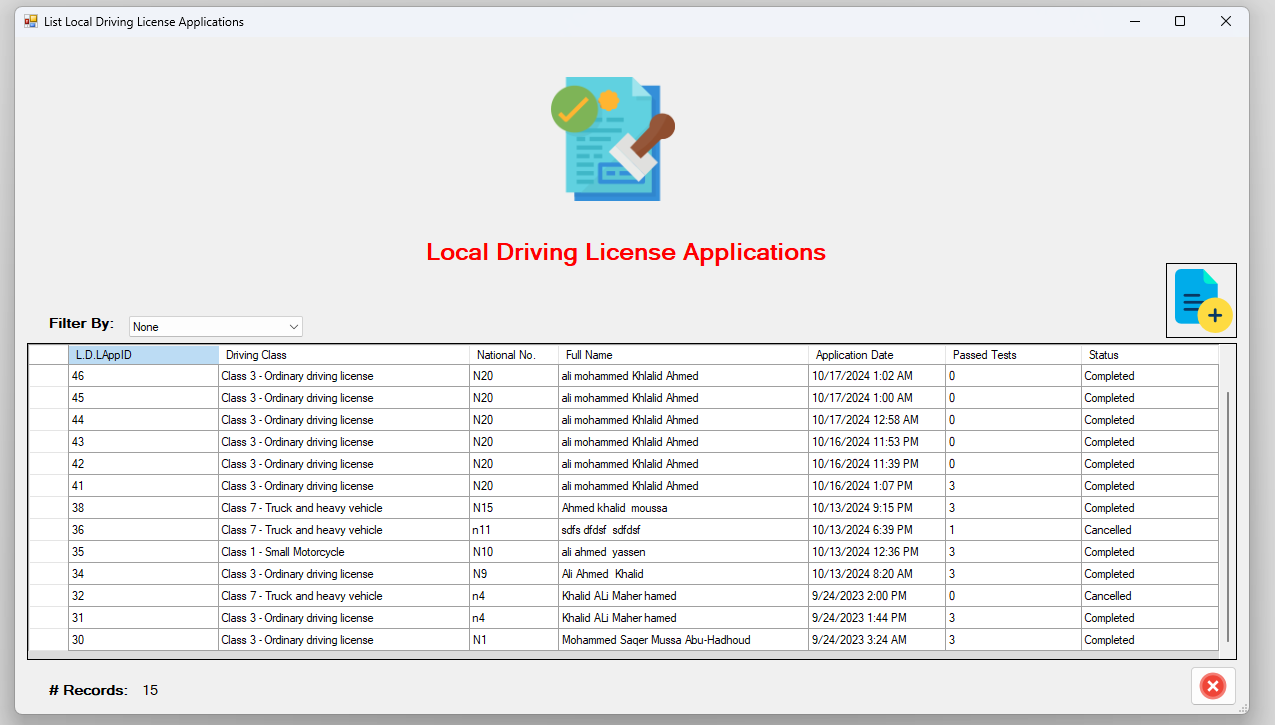 List Local Driving License Applications
Local Driving License Applications
Filter By: None
L.D.LAppID Driving Class National No. Full Name Application Date Passed Tests Status
46 Class 3 - Ordinary driving license N20 ali mohammed Khlalid Ahmed 10/17/2024 1:02 AM 0 Completed
45 Class 3 - Ordinary driving license N20 ali mohammed Khlalid Ahmed 10/17/2024 1:00 AM 0 Completed
44 Class 3 - Ordinary driving license N20 ali mohammed Khlalid Ahmed 10/17/2024 12:58 AM 0 Completed
43 Class 3 - Ordinary driving license N20 ali mohammed Khlalid Ahmed 10/16/2024 11:53 PM 0 Completed
42 Class 3 - Ordinary driving license N20 ali mohammed Khlalid Ahmed 10/16/2024 11:39 PM 0 Completed
41 Class 3 - Ordinary driving license N20 ali mohammed Khlalid Ahmed 10/16/2024 1:07 PM 3 Completed
38 Class 7 - Truck and heavy vehicle N15 Ahmed khalid moussa 10/13/2024 9:15 PM 3 Completed
36 Class 7 - Truck and heavy vehicle n11 sdfs dfdsf sdfdsf 10/13/2024 6:39 PM 1 Cancelled
35 Class 1 - Small Motorcycle N10 ali ahmed yassen 10/13/2024 12:36 PM 3 Completed
34 Class 3 - Ordinary driving license N9 Ali Ahmed Khalid 10/13/2024 8:20 AM 3 Completed
32 Class 7 - Truck and heavy vehicle n4 Khalid ALi Maher hamed 9/24/2023 2:00 PM 0 Cancelled
31 Class 3 - Ordinary driving license n4 Khalid ALi Maher hamed 9/24/2023 1:44 PM 3 Completed
30 Class 3 - Ordinary driving license N1 Mohammed Saqer Mussa Abu-Hadhoud 9/24/2023 3:24 AM 3 Completed
# Records: 15